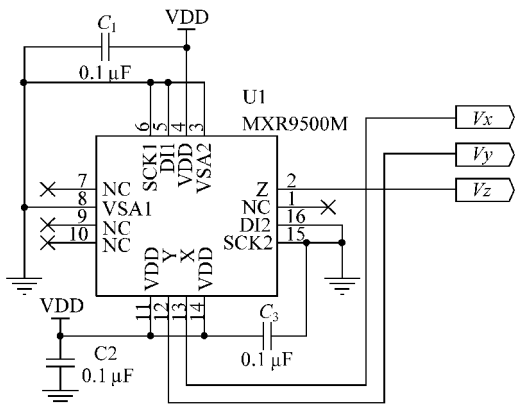 VDD
C1
0.1 μF
U1
MXR9500M
6 5 4 3
SCK1 DI1 VDD VSA2
Vx
Vy
Vz
7 NC
8 VSA1
9 NC
10 NC
Z 2
NC 1
DI2 16
SCK2 15
VDD Y X VDD
11 12 13 14
VDD
C3
0.1 μF
C2
0.1 μF